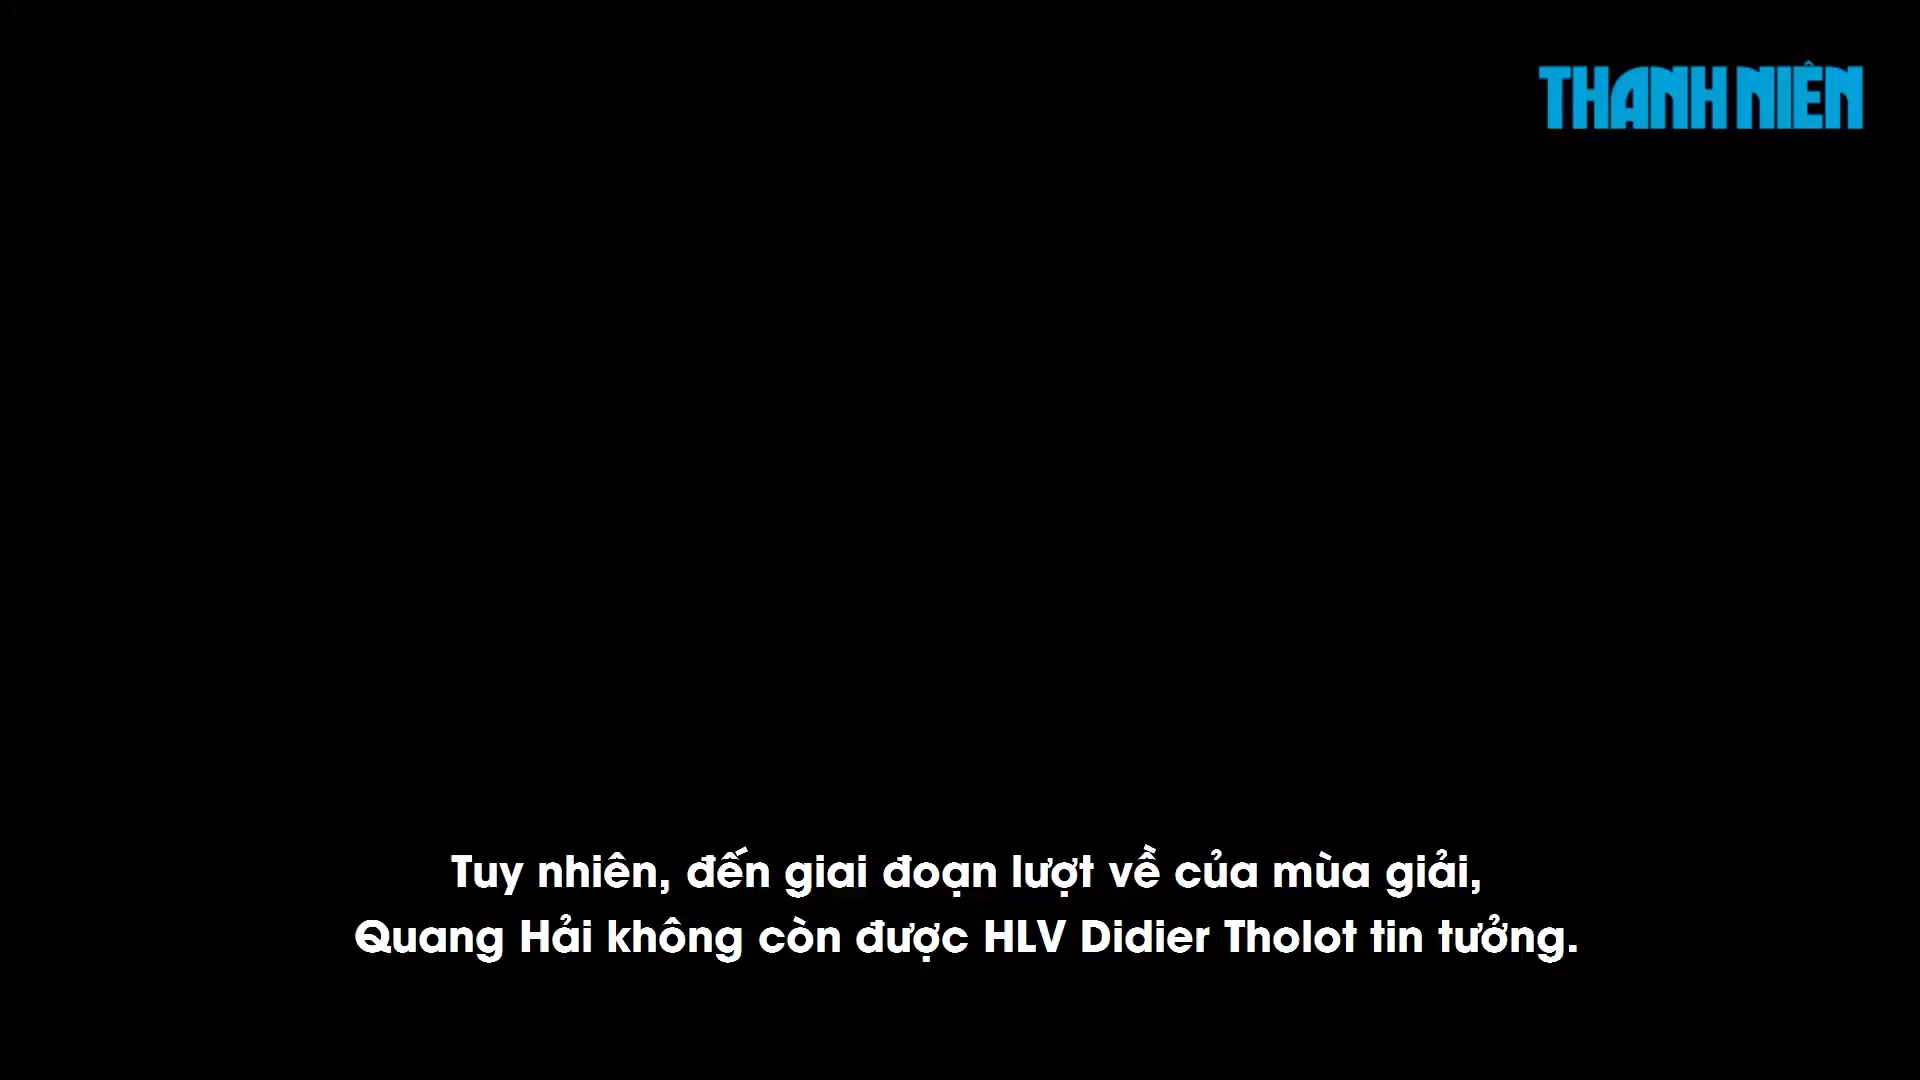 THANH NIÊN
Tuy nhiên, đến giai đoạn lượt về của mùa giải,
Quang Hải không còn được HLV Didier Tholot tin tưởng.